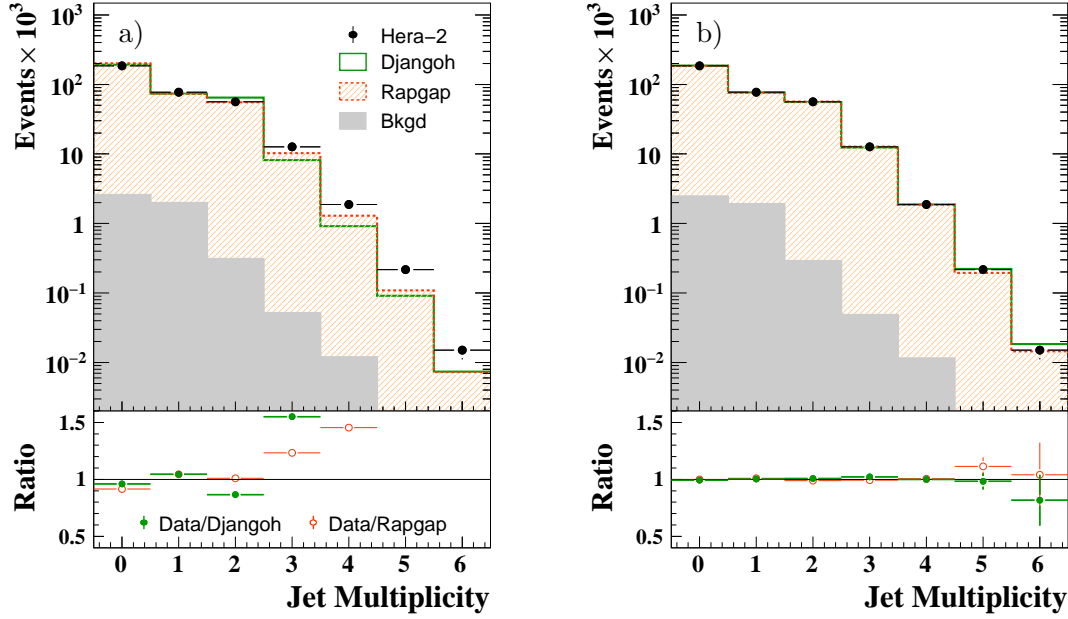 a)
Events × 10³
10³
10²
10
1
10⁻¹
10⁻²
Hera−2
Djangoh
Rapgap
Bkgd
Ratio
1.5
1
0.5
Data/Djangoh
Data/Rapgap
0 1 2 3 4 5 6
Jet Multiplicity
b)
Events × 10³
10³
10²
10
1
10⁻¹
10⁻²
Ratio
1.5
1
0.5
0 1 2 3 4 5 6
Jet Multiplicity